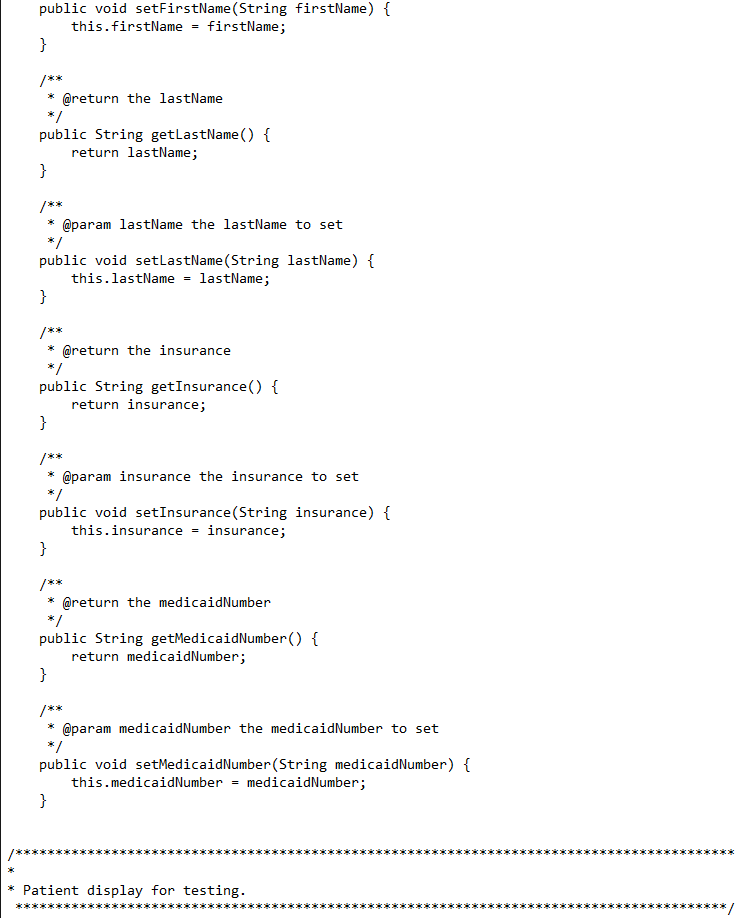 public void setFirstName(String firstName) {
        this.firstName = firstName;
    }

    /**
     * @return the lastName
     */
    public String getLastName() {
        return lastName;
    }

    /**
     * @param lastName the lastName to set
     */
    public void setLastName(String lastName) {
        this.lastName = lastName;
    }

    /**
     * @return the insurance
     */
    public String getInsurance() {
        return insurance;
    }

    /**
     * @param insurance the insurance to set
     */
    public void setInsurance(String insurance) {
        this.insurance = insurance;
    }

    /**
     * @return the medicaidNumber
     */
    public String getMedicaidNumber() {
        return medicaidNumber;
    }

    /**
     * @param medicaidNumber the medicaidNumber to set
     */
    public void setMedicaidNumber(String medicaidNumber) {
        this.medicaidNumber = medicaidNumber;
    }


/******************************************************************************************
*
* Patient display for testing.
 *****************************************************************************************/